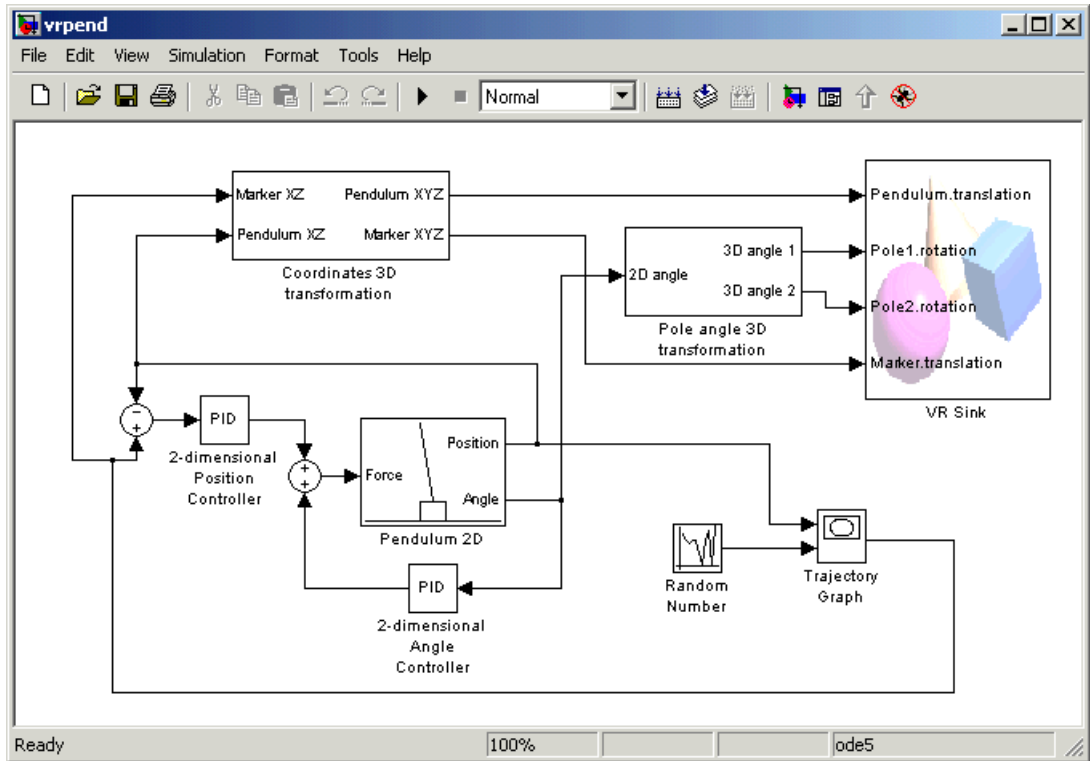 vrpend
File Edit View Simulation Format Tools Help
Normal
Marker XZ Pendulum XYZ
Pendulum XZ Marker XYZ
Coordinates 3D
transformation
2D angle
3D angle 1
3D angle 2
Pole angle 3D
transformation
Pendulum.translation
Pole1.rotation
Pole2.rotation
Marker.translation
VR Sink
−
+
PID
2-dimensional
Position
Controller
+
+
Force
Position
Angle
Pendulum 2D
PID
2-dimensional
Angle
Controller
Random
Number
Trajectory
Graph
Ready 100% ode5